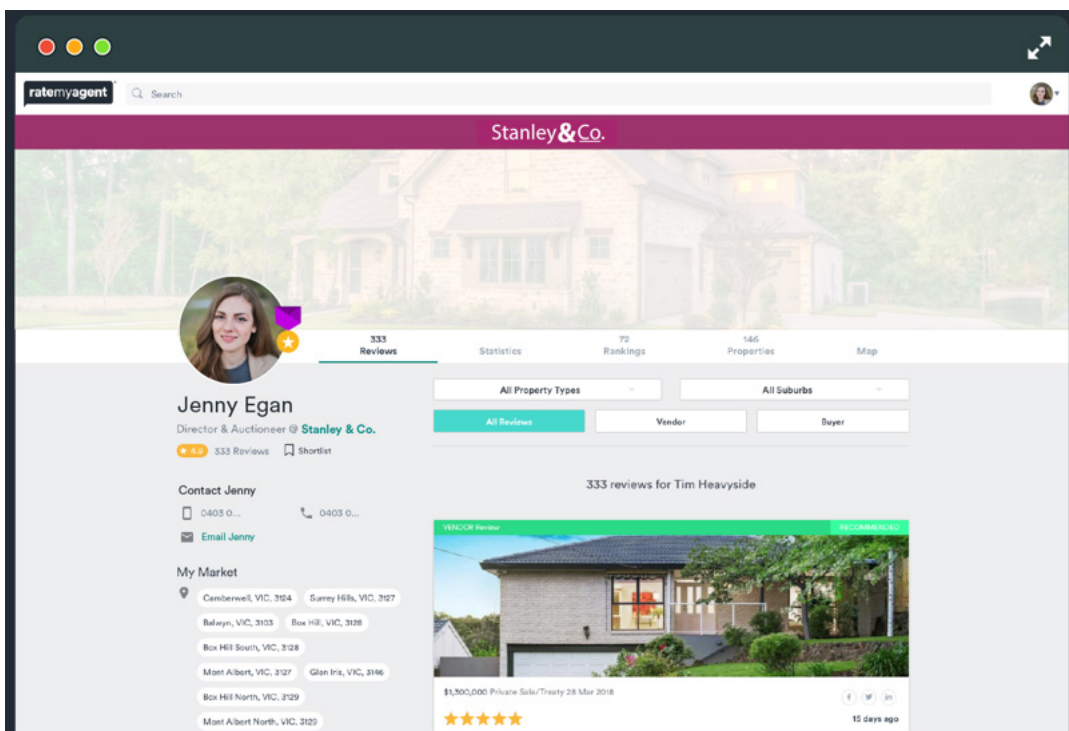 ratemyagent
Search
Stanley&Co.
333
Reviews
Statistics
72
Rankings
146
Properties
Map
Jenny Egan
Director & Auctioneer @ Stanley & Co.
★ 4.9 333 Reviews Shortlist
Contact Jenny
0403 0... 0403 0...
Email Jenny
My Market
Camberwell, VIC, 3124 Surrey Hills, VIC, 3127
Balwyn, VIC, 3103 Box Hill, VIC, 3128
Box Hill South, VIC, 3128
Mont Albert, VIC, 3127 Glen Iris, VIC, 3146
Box Hill North, VIC, 3129
Mont Albert North, VIC, 3129
All Property Types All Suburbs
All Reviews Vendor Buyer
333 reviews for Tim Heavyside
VENDOR Review RECOMMENDED
$1,300,000 Private Sale/Treaty 28 Mar 2018
15 days ago